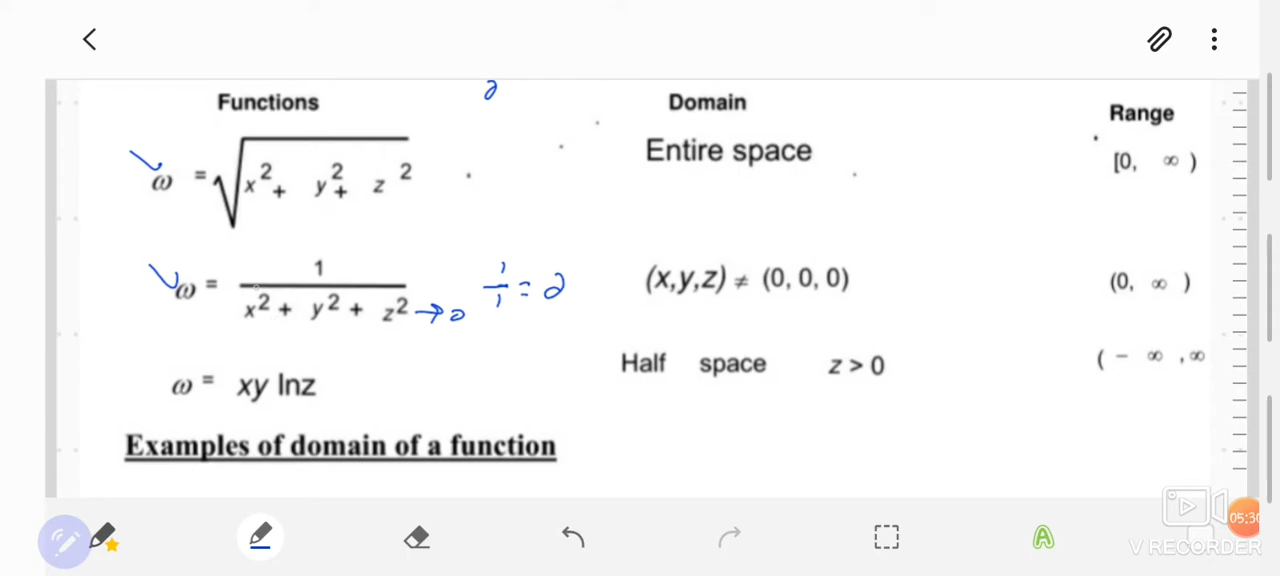 Functions Domain Range
ω = √x² + y² + z² Entire space [0, ∞ )
ω = 1 / x² + y² + z² → 0 1/1 = 2 (x,y,z) ≠ (0, 0, 0) (0, ∞ )
ω = xy lnz Half space z > 0 ( - ∞ ,∞
Examples of domain of a function
A
05:30
V RECORDER